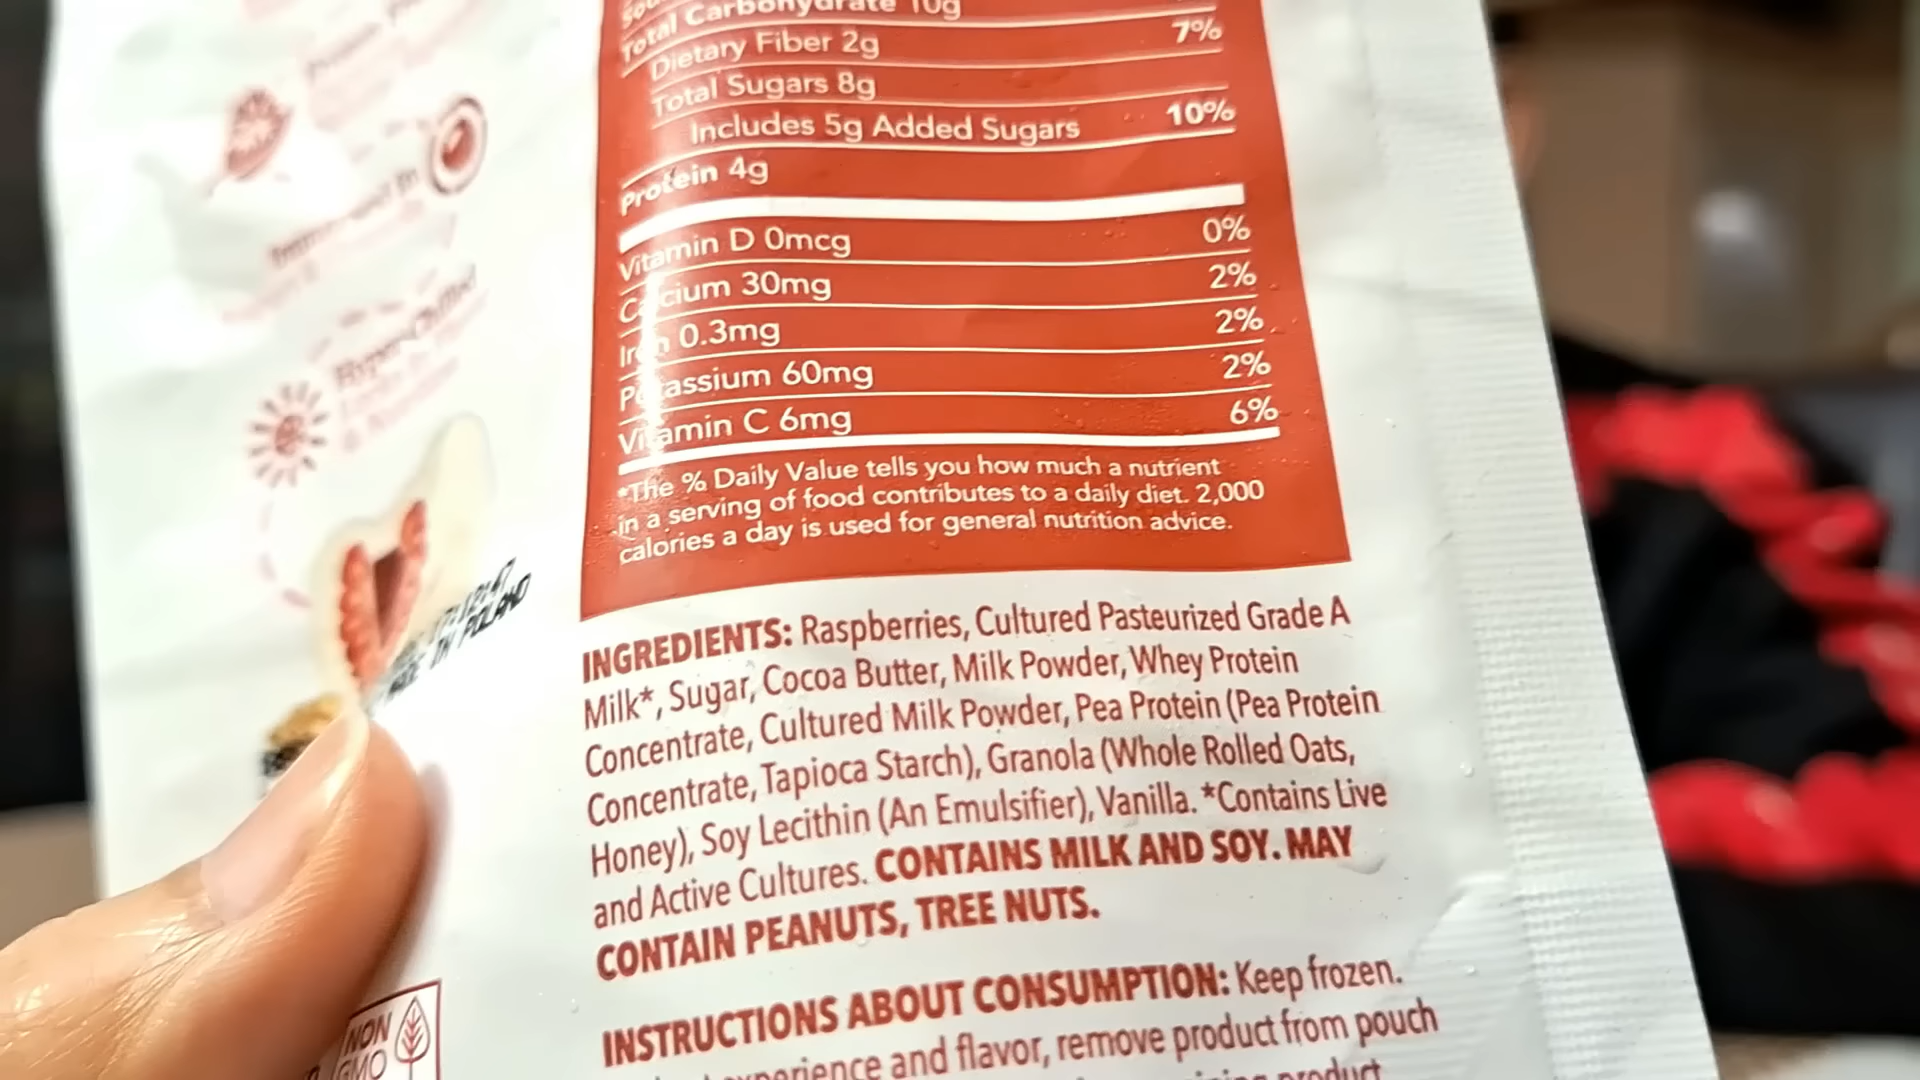 Total Carbohydrate 10g
Dietary Fiber 2g 7%
Total Sugars 8g
Includes 5g Added Sugars 10%
Protein 4g
Vitamin D 0mcg 0%
Calcium 30mg 2%
Iron 0.3mg 2%
Potassium 60mg 2%
Vitamin C 6mg 6%
*The % Daily Value tells you how much a nutrient
in a serving of food contributes to a daily diet. 2,000
calories a day is used for general nutrition advice.
INGREDIENTS: Raspberries, Cultured Pasteurized Grade A
Milk*, Sugar, Cocoa Butter, Milk Powder, Whey Protein
Concentrate, Cultured Milk Powder, Pea Protein (Pea Protein
Concentrate, Tapioca Starch), Granola (Whole Rolled Oats,
Honey), Soy Lecithin (An Emulsifier), Vanilla. *Contains Live
and Active Cultures. CONTAINS MILK AND SOY. MAY
CONTAIN PEANUTS, TREE NUTS.
INSTRUCTIONS ABOUT CONSUMPTION: Keep frozen.
experience and flavor, remove product from pouch
product
NON
GMO
IN POLAND